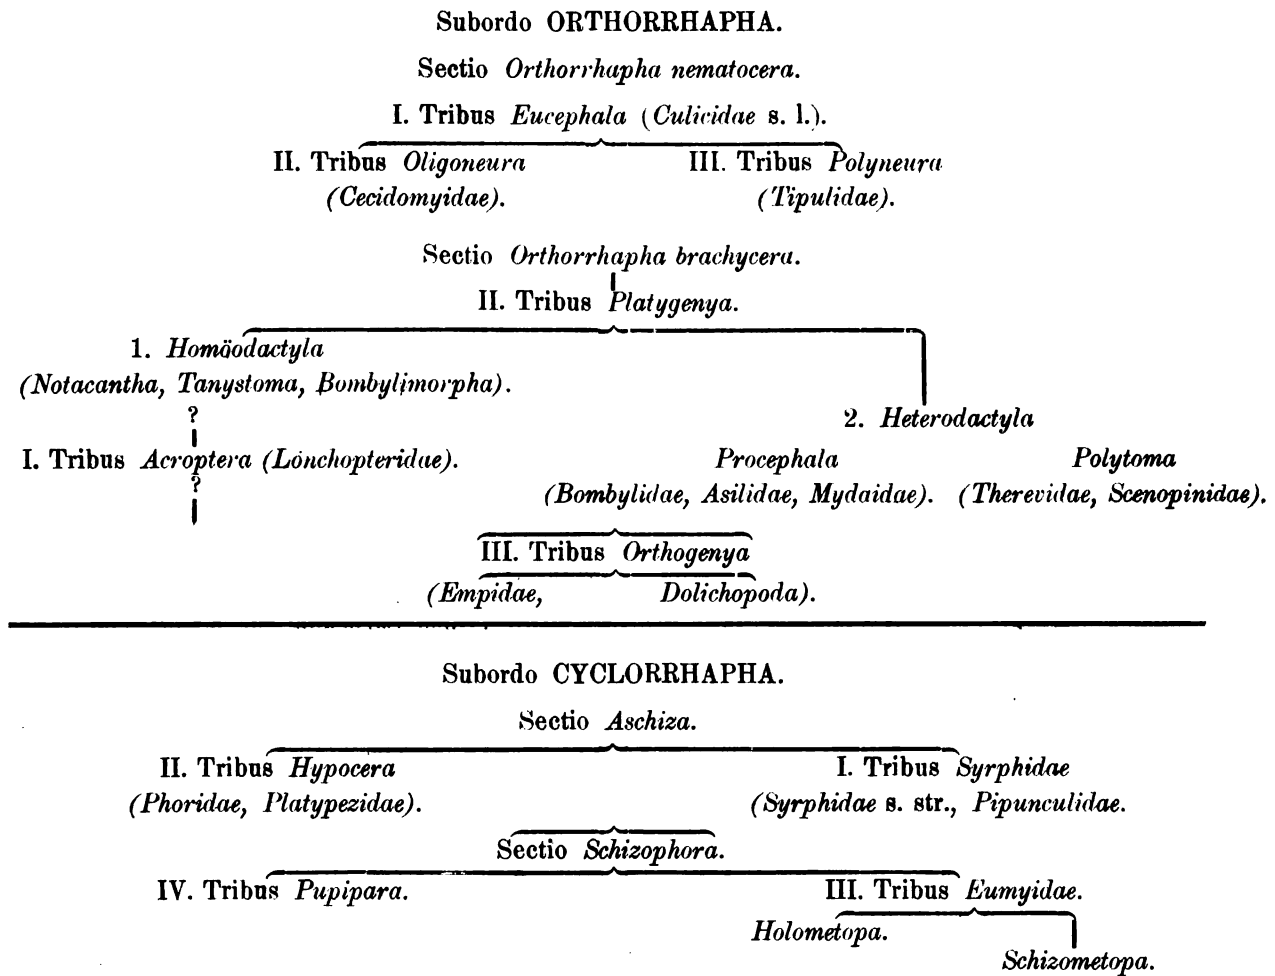 Subordo ORTHORRHAPHA.
Sectio Orthorrhapha nematocera.
I. Tribus Eucephala (Culicidae s. l.).
II. Tribus Oligoneura III. Tribus Polyneura
(Cecidomyidae). (Tipulidae).
Sectio Orthorrhapha brachycera.
II. Tribus Platygenya.
1. Homöodactyla
(Notacantha, Tanystoma, Bombylimorpha).
?
2. Heterodactyla
I. Tribus Acroptera (Lonchopteridae). Procephala Polytoma
?
(Bombylidae, Asilidae, Mydaidae). (Therevidae, Scenopinidae).
III. Tribus Orthogenya
(Empidae, Dolichopoda).
Subordo CYCLORRHAPHA.
Sectio Aschiza.
II. Tribus Hypocera I. Tribus Syrphidae
(Phoridae, Platypezidae). (Syrphidae s. str., Pipunculidae.
Sectio Schizophora.
IV. Tribus Pupipara. III. Tribus Eumyidae.
Holometopa.
Schizometopa.